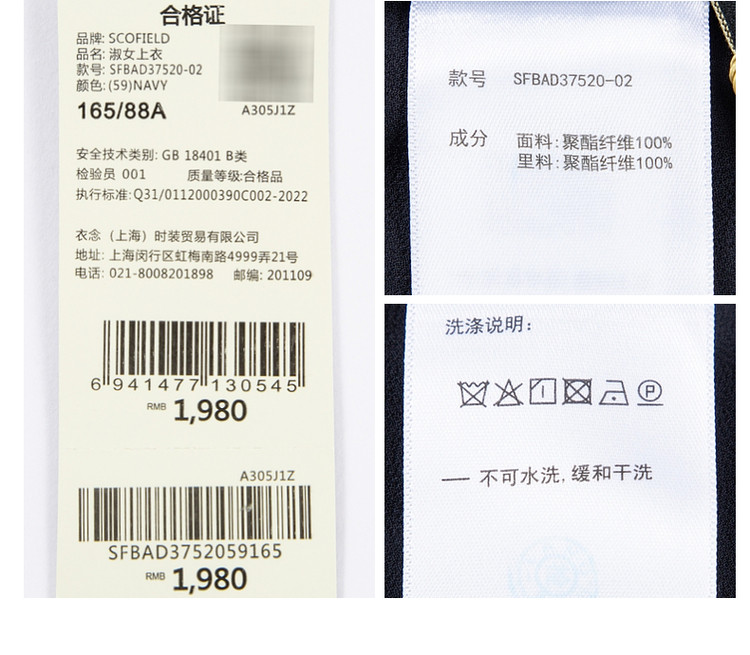 合格证
品牌: SCOFIELD
品名: 淑女上衣
款号: SFBAD37520-02
颜色: (59)NAVY
165/88A
A305J1Z
安全技术类别: GB 18401 B类
检验员 001 质量等级:合格品
执行标准:Q31/0112000390C002-2022
衣念（上海）时装贸易有限公司
地址: 上海闵行区虹梅南路4999弄21号
电话: 021-8008201898 邮编: 201109
6 941477 130545
RMB 1,980
A305J1Z
SFBAD3752059165
RMB 1,980
款号 SFBAD37520-02
成分 面料:聚酯纤维100%
里料:聚酯纤维100%
洗涤说明:
P
— 不可水洗,缓和干洗